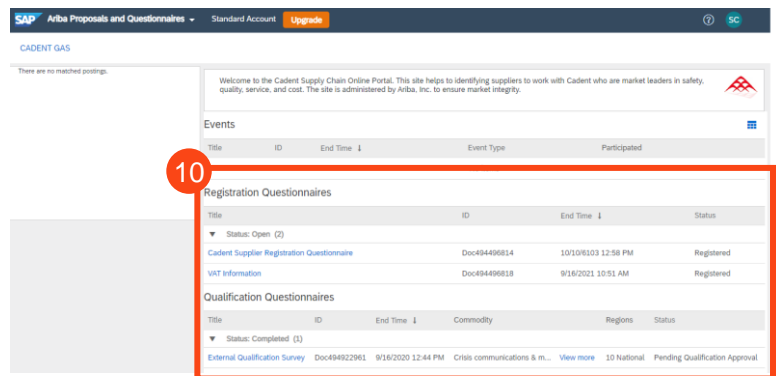 SAP Ariba Proposals and Questionnaires Standard Account Upgrade ? SC
CADENT GAS
There are no matched postings.
Welcome to the Cadent Supply Chain Online Portal. This site helps to identifying suppliers to work with Cadent who are market leaders in safety,
quality, service, and cost. The site is administered by Ariba, Inc. to ensure market integrity.
Events
Title ID End Time ↓ Event Type Participated
10
Registration Questionnaires
Title ID End Time ↓ Status
▼ Status: Open (2)
Cadent Supplier Registration Questionnaire Doc494496814 10/10/6103 12:58 PM Registered
VAT Information Doc494496818 9/16/2021 10:51 AM Registered
Qualification Questionnaires
Title ID End Time ↓ Commodity Regions Status
▼ Status: Completed (1)
External Qualification Survey Doc494922961 9/16/2020 12:44 PM Crisis communications & m... View more 10 National Pending Qualification Approval